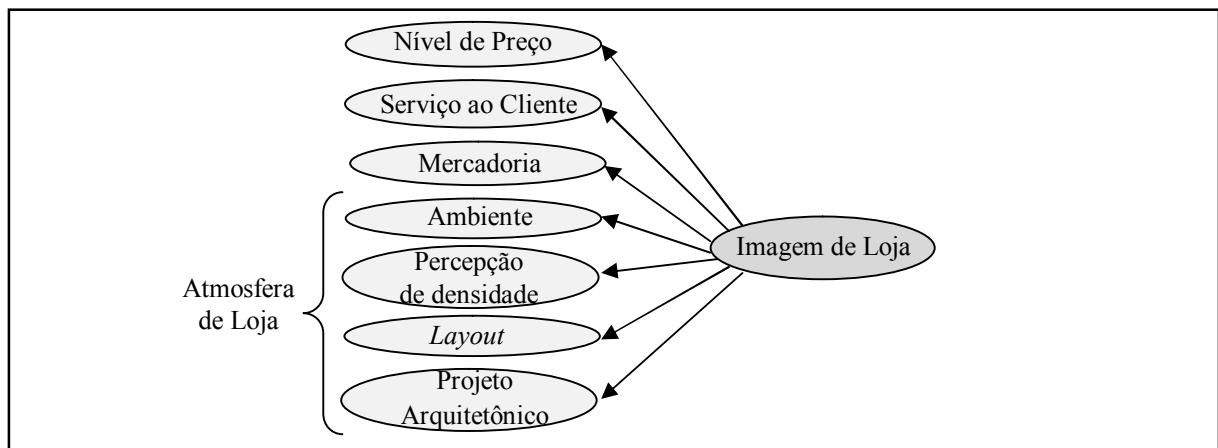 Nível de Preço
Serviço ao Cliente
Mercadoria
Ambiente
Percepção
de densidade
Layout
Projeto
Arquitetônico
Atmosfera
de Loja
Imagem de Loja